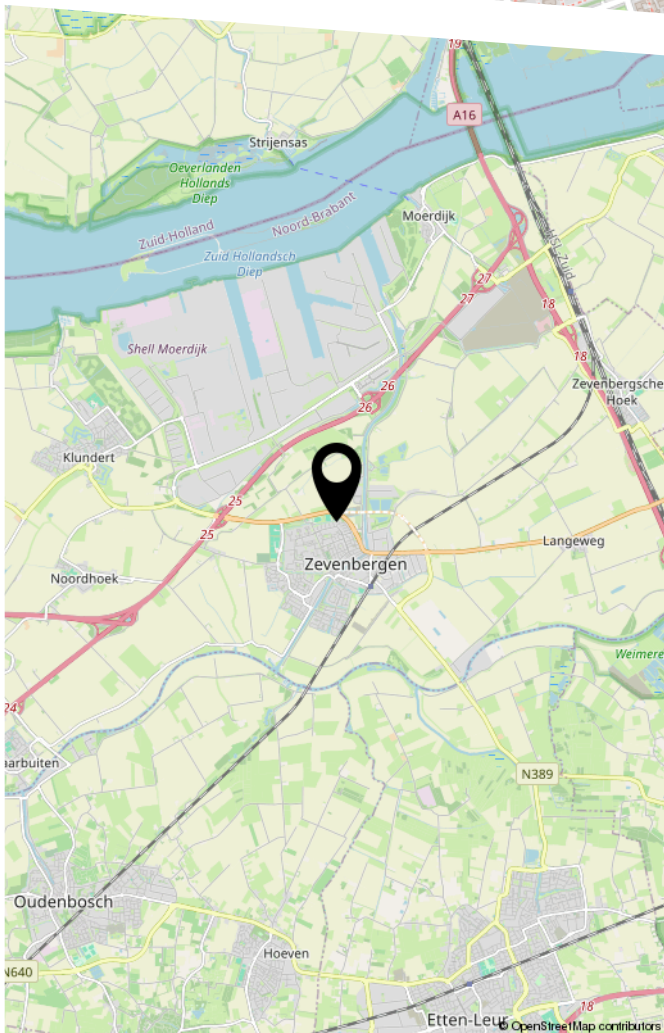 19
A16
Strijensas
Oeverlanden
Hollands
Diep
Moerdijk
Noord-Brabant
Zuid-Holland
HSL-Zuid
Zuid Hollandsch
Diep
27
27
18
Shell Moerdijk
18
Zevenbergsche
Hoek
26
26
Klundert
25
25
Langeweg
Zevenbergen
Noordhoek
Weimere
24
aarbuiten
N389
Oudenbosch
Hoeven
N640
18
Etten-Leur
© OpenStreetMap contributors